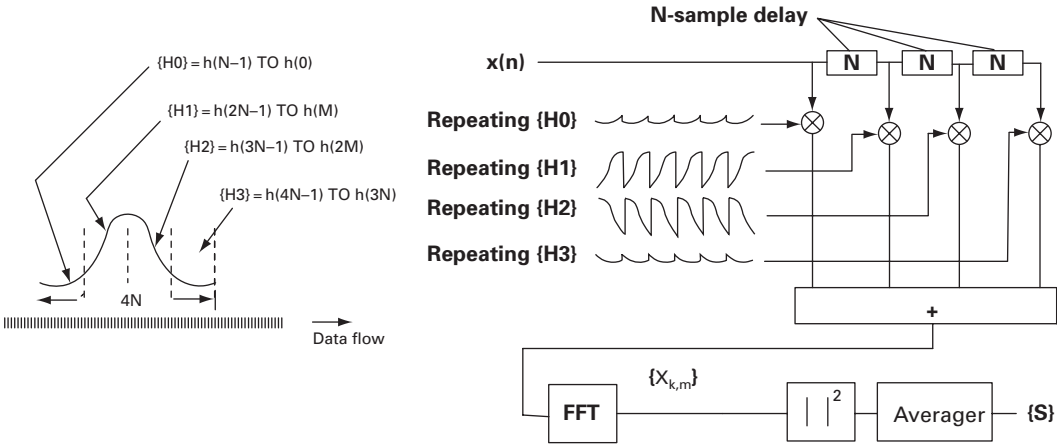 {H0} = h(N–1) TO h(0)
{H1} = h(2N–1) TO h(M)
{H2} = h(3N–1) TO h(2M)
{H3} = h(4N–1) TO h(3N)
4N
Data flow
N-sample delay
x(n)
N N N
Repeating {H0}
Repeating {H1}
Repeating {H2}
Repeating {H3}
+
{X_{k,m}}
FFT
| |²
Averager
{S}